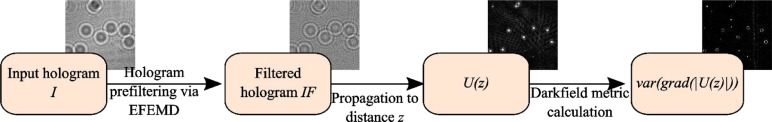 Input hologram
I
Hologram
prefiltering via
EFEMD
Filtered
hologram IF
Propagation to
distance z
U(z)
Darkfield metric
calculation
var(grad(|U(z)|))